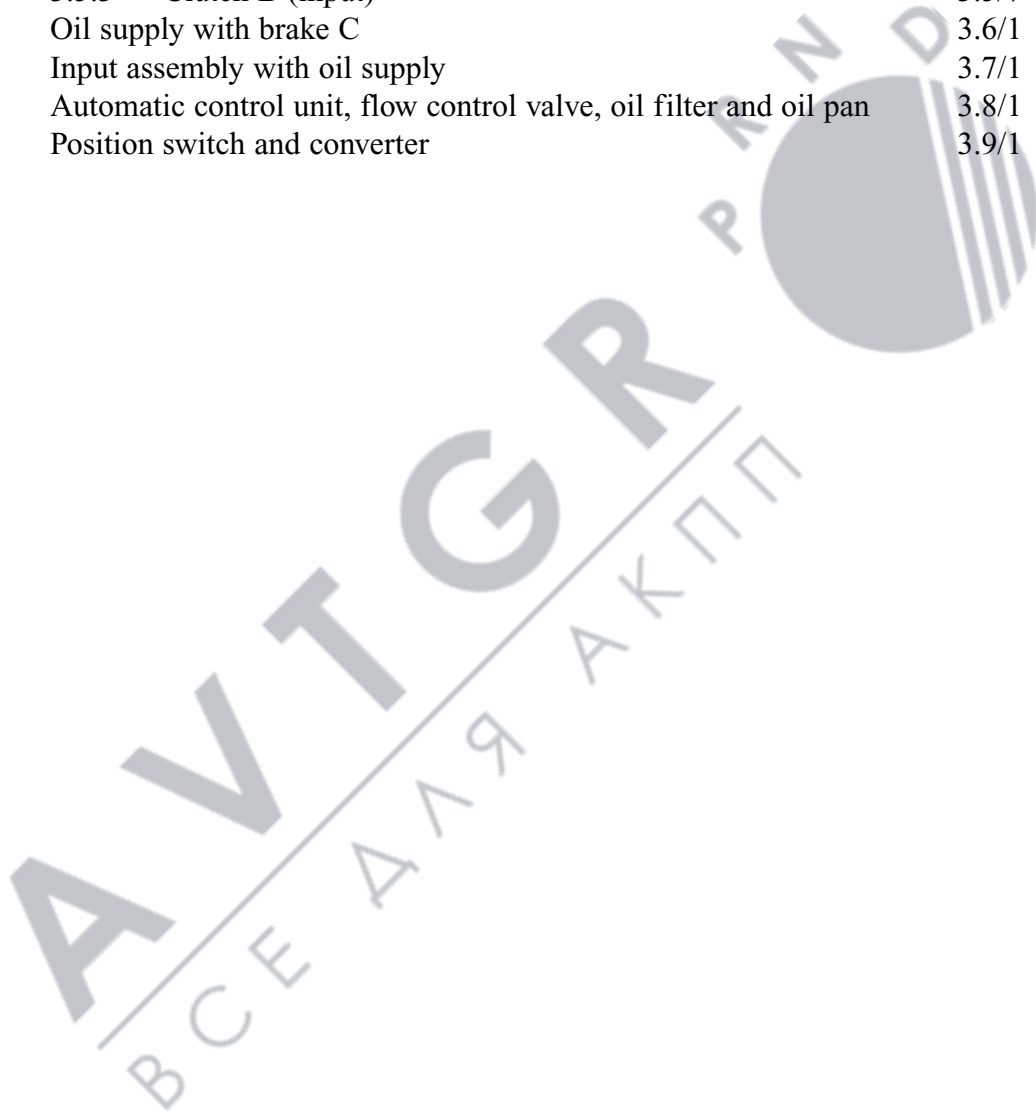 Oil supply with brake C 3.6/1
Input assembly with oil supply 3.7/1
Automatic control unit, flow control valve, oil filter and oil pan 3.8/1
Position switch and converter 3.9/1
P R N D
AVTGR
ВСЕ ДЛЯ АКПП